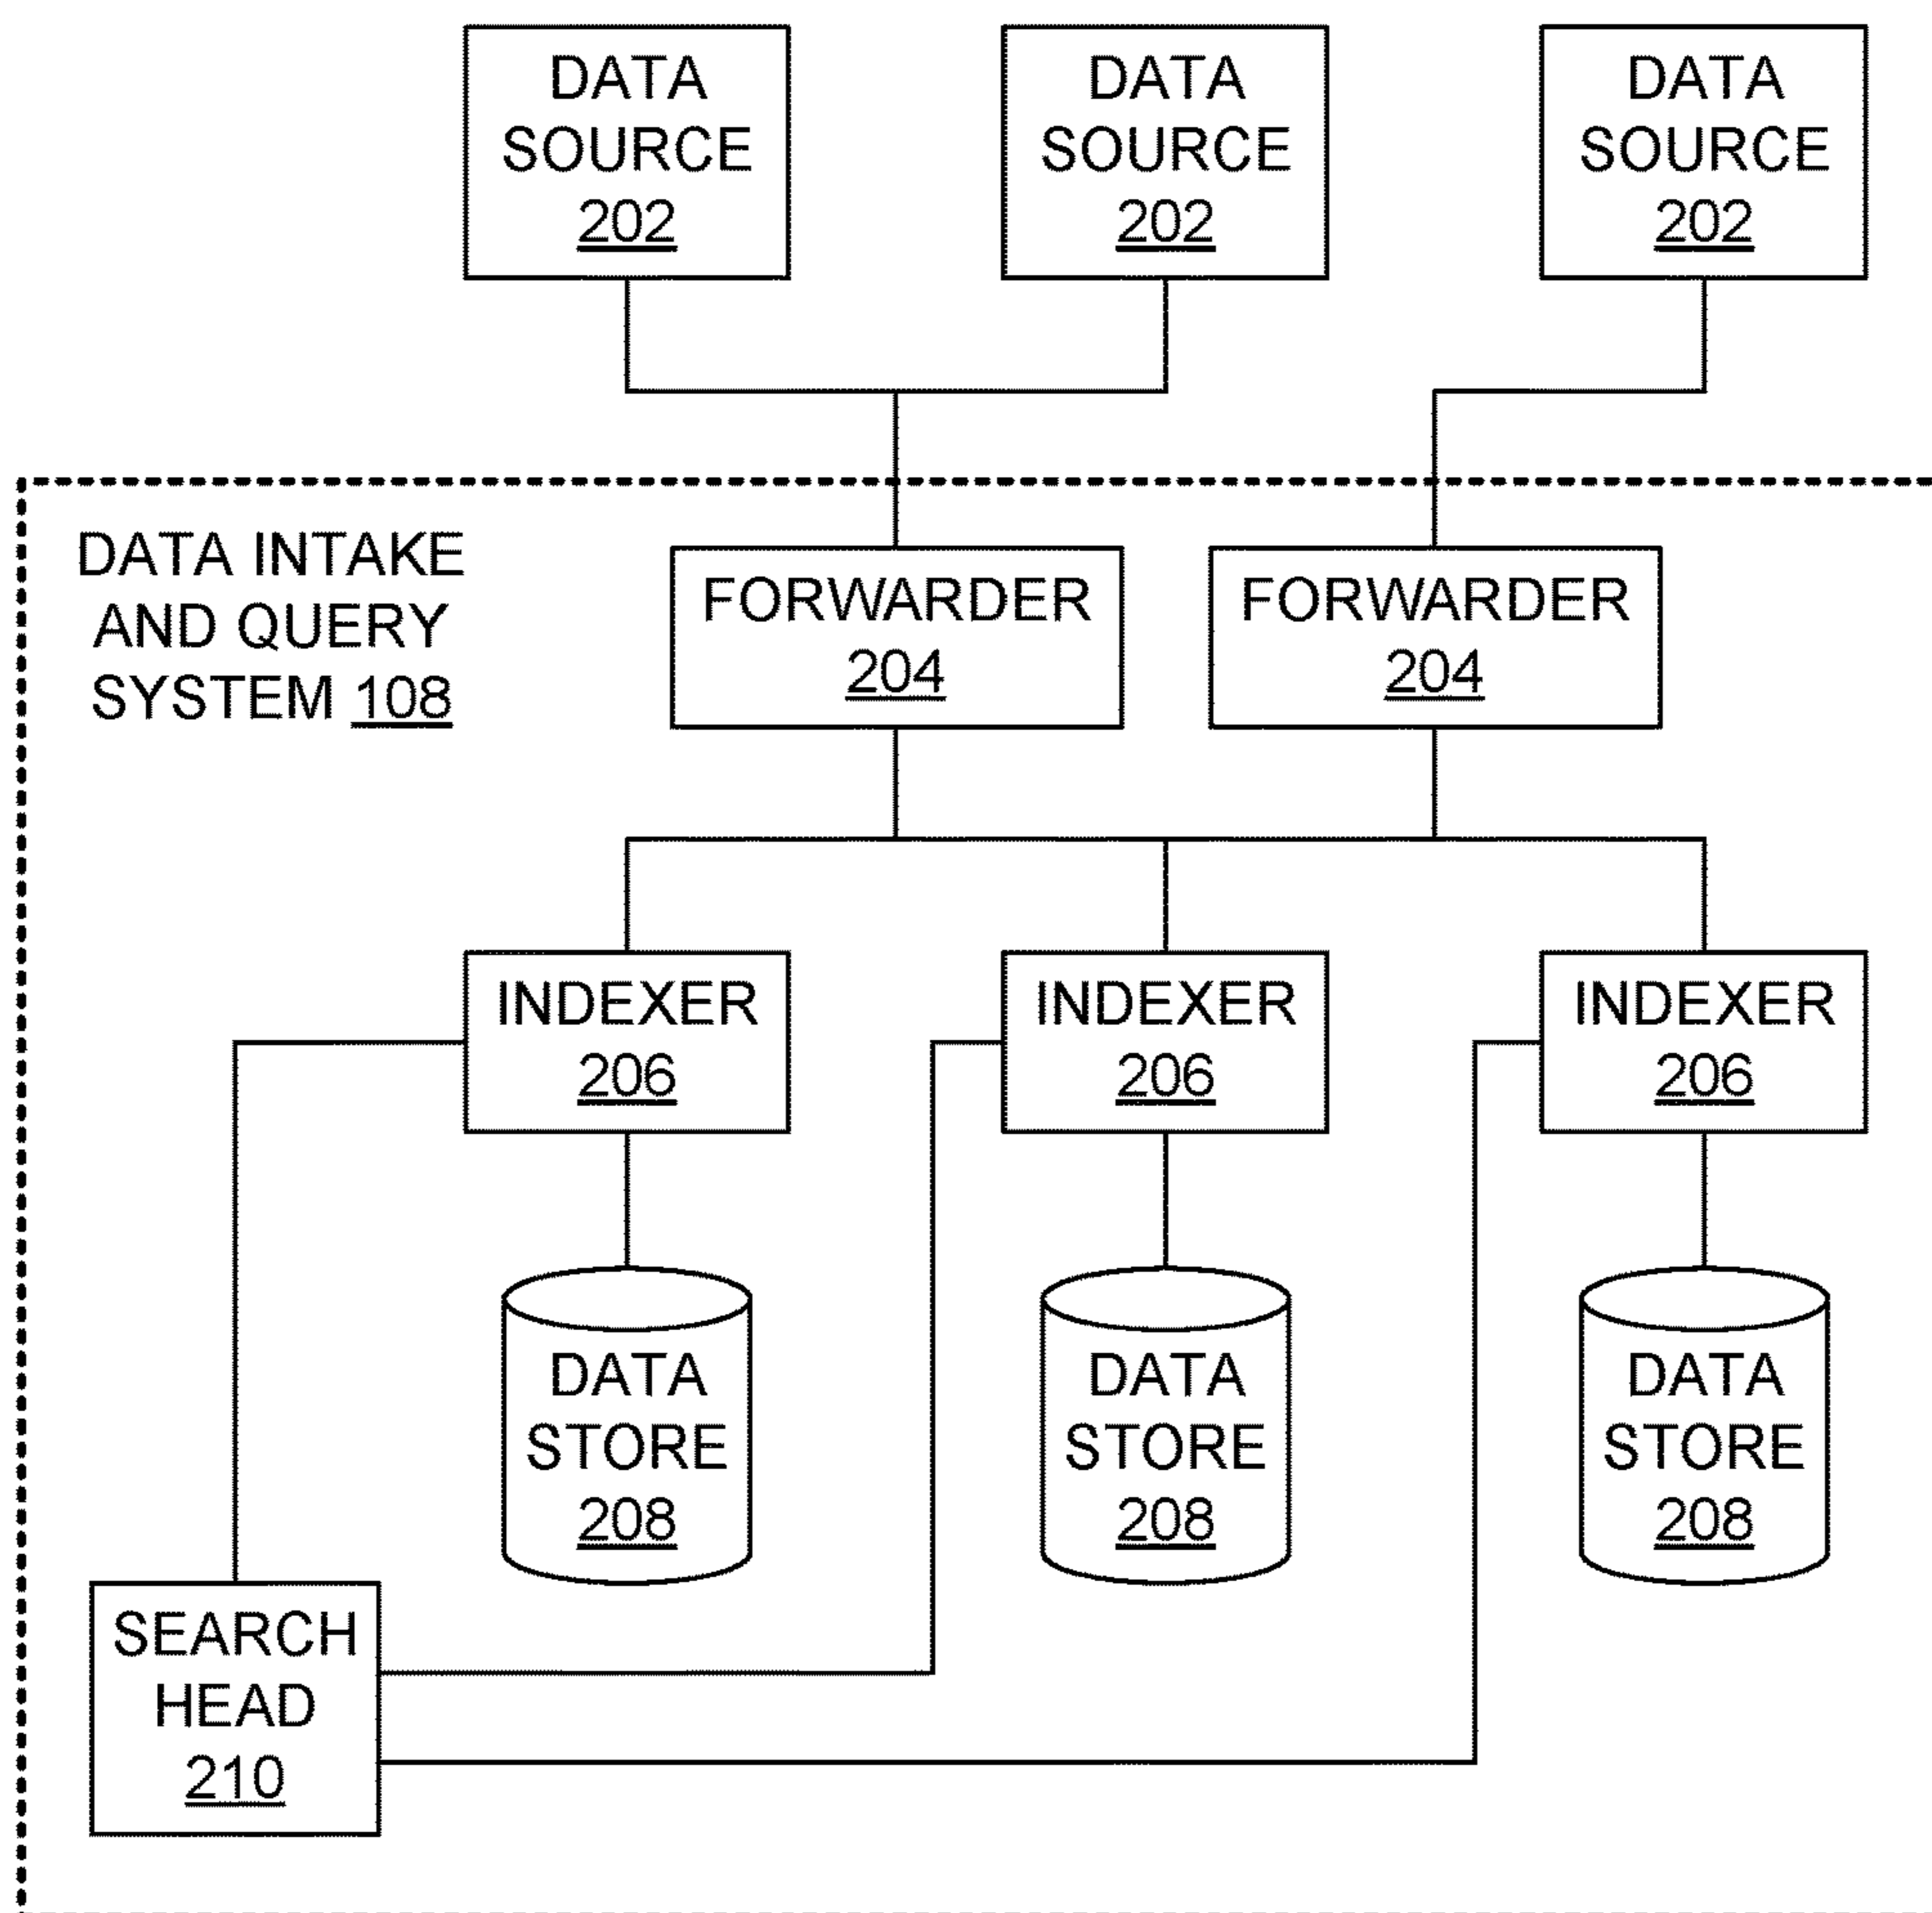 DATA
SOURCE
202
DATA
SOURCE
202
DATA
SOURCE
202
DATA INTAKE
AND QUERY
SYSTEM 108
FORWARDER
204
FORWARDER
204
INDEXER
206
INDEXER
206
INDEXER
206
DATA
STORE
208
DATA
STORE
208
DATA
STORE
208
SEARCH
HEAD
210